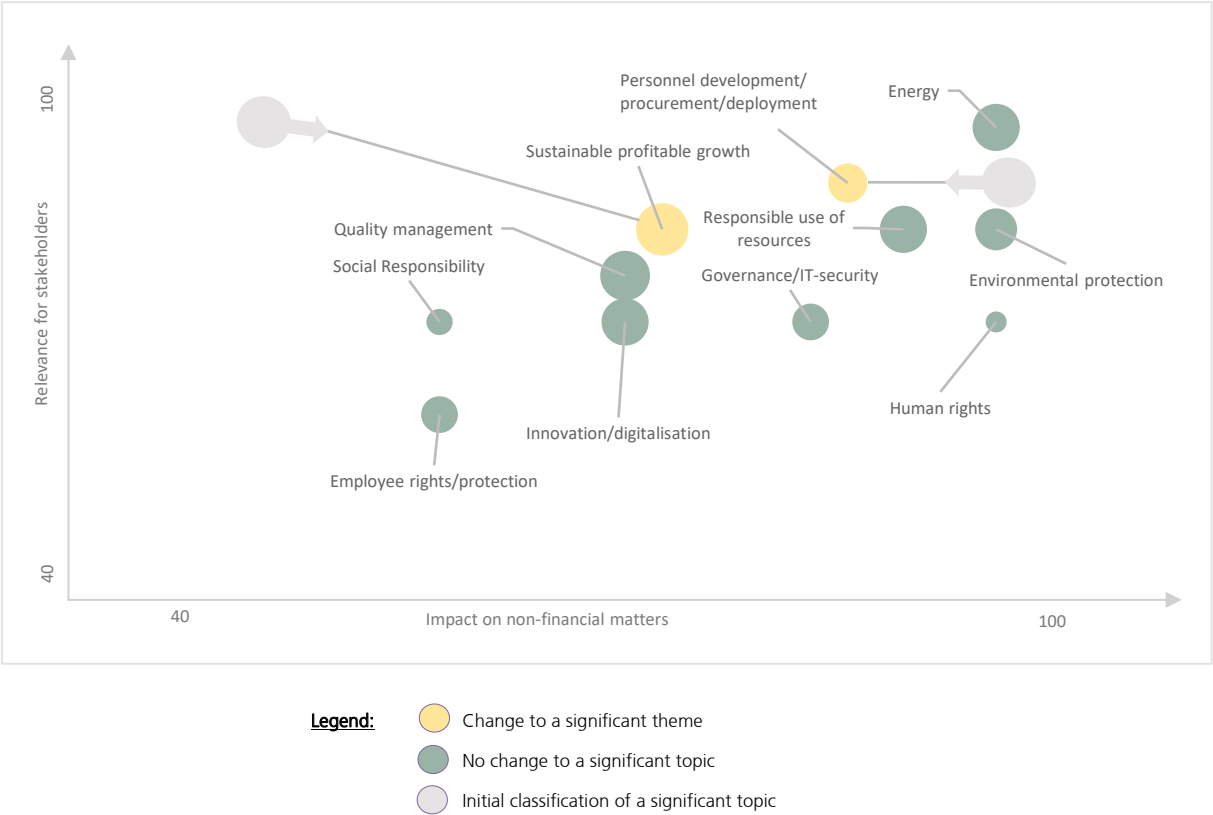 100
Personnel development/
procurement/deployment
Energy
Sustainable profitable growth
Quality management
Responsible use of
resources
Social Responsibility
Governance/IT-security
Environmental protection
Relevance for stakeholders
Human rights
Innovation/digitalisation
Employee rights/protection
40
40
Impact on non-financial matters
100
Legend:
Change to a significant theme
No change to a significant topic
Initial classification of a significant topic